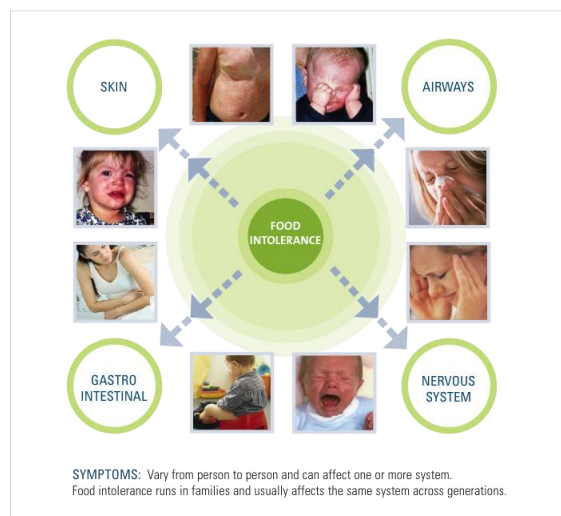 SKIN
AIRWAYS
FOOD
INTOLERANCE
GASTRO
INTESTINAL
NERVOUS
SYSTEM
SYMPTOMS: Vary from person to person and can affect one or more system.
Food intolerance runs in families and usually affects the same system across generations.